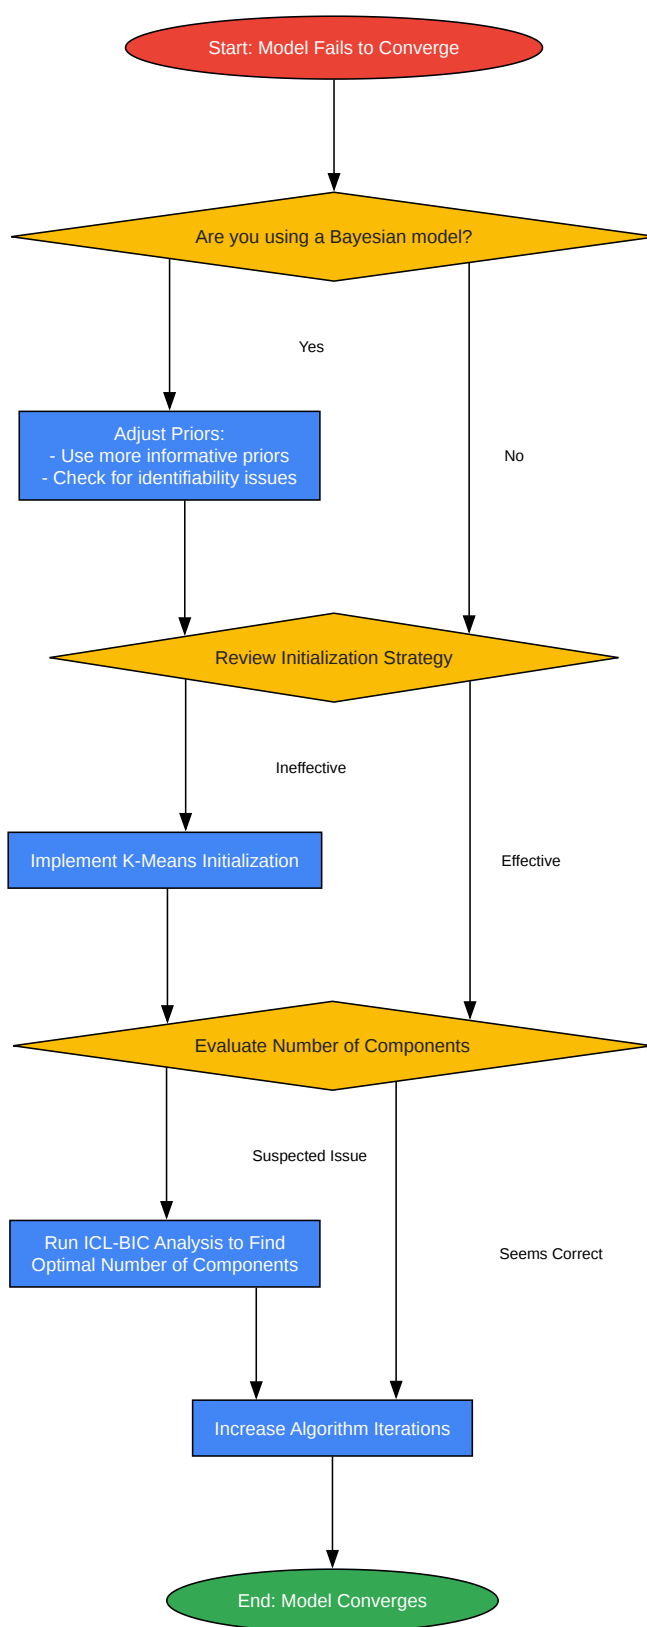 Start: Model Fails to Converge
Are you using a Bayesian model?
Yes
Adjust Priors:
- Use more informative priors
- Check for identifiability issues
No
Review Initialization Strategy
Ineffective
Implement K-Means Initialization
Effective
Evaluate Number of Components
Suspected Issue
Run ICL-BIC Analysis to Find
Optimal Number of Components
Seems Correct
Increase Algorithm Iterations
End: Model Converges